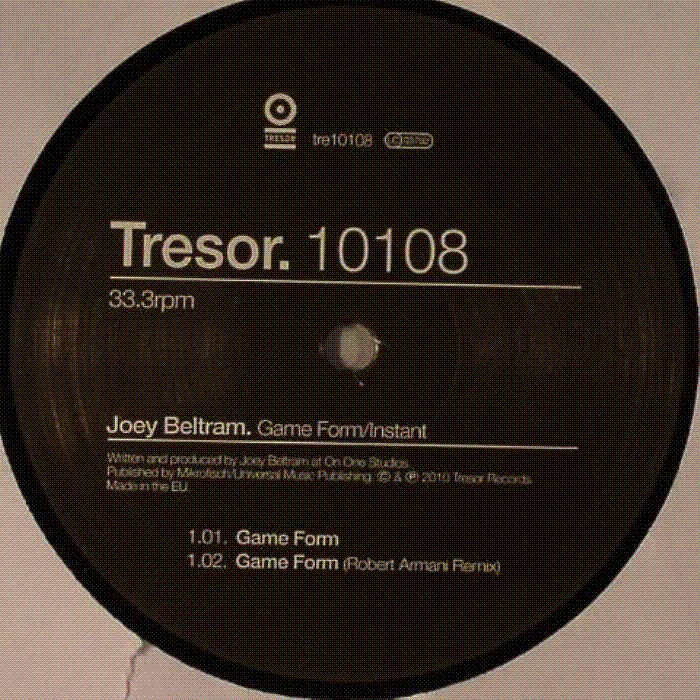 TRESOR
tre10108
Tresor. 10108
33.3rpm
Joey Beltram. Game Form/Instant
Written and produced by Joey Beltram at On One Studios.
Published by Mikrofisch/Universal Music Publishing. © & ℗ 2010 Tresor Records.
Made in the EU.
1.01. Game Form
1.02. Game Form (Robert Armani Remix)